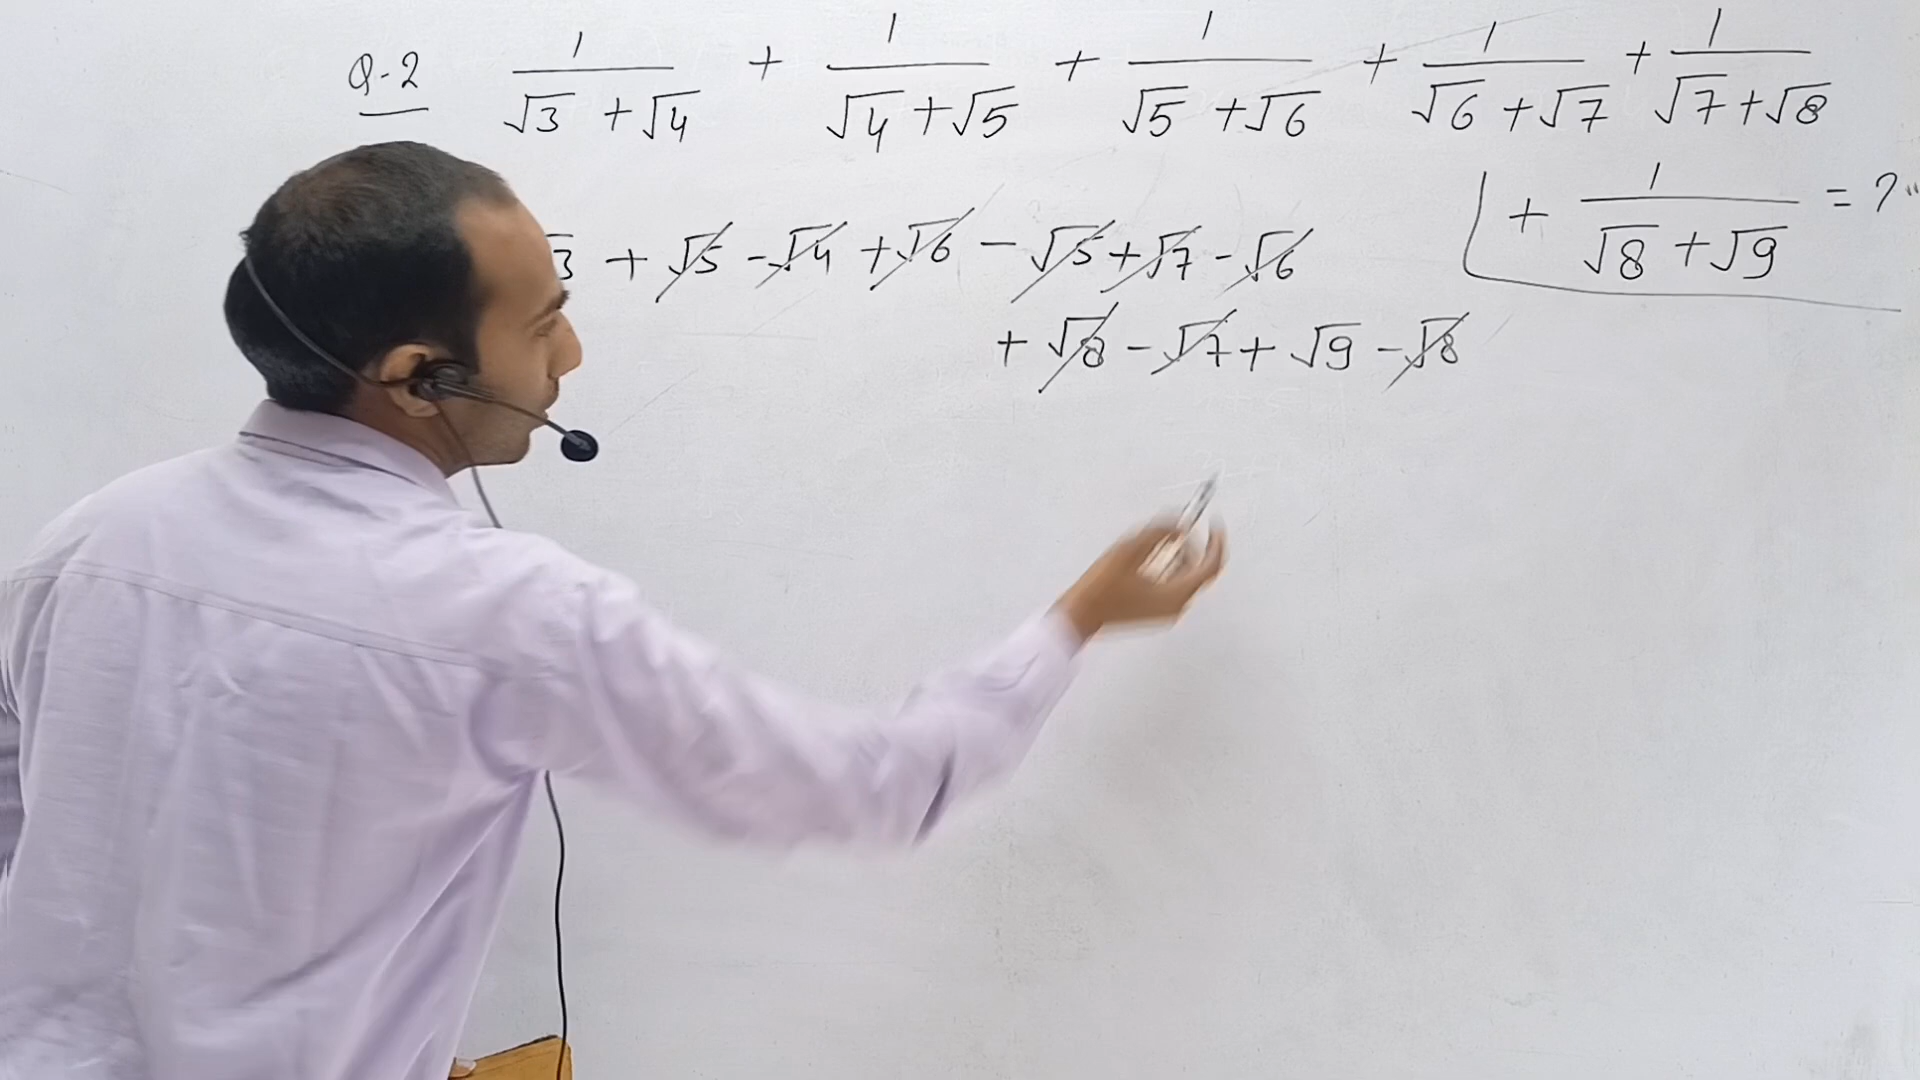 Q-2 1/(√3 + √4) + 1/(√4 + √5) + 1/(√5 + √6) + 1/(√6 + √7) + 1/(√7 + √8)
+ 1/(√8 + √9) = ?
3 + √5 - √4 + √6 - √5 + √7 - √6
+ √8 - √7 + √9 - √8